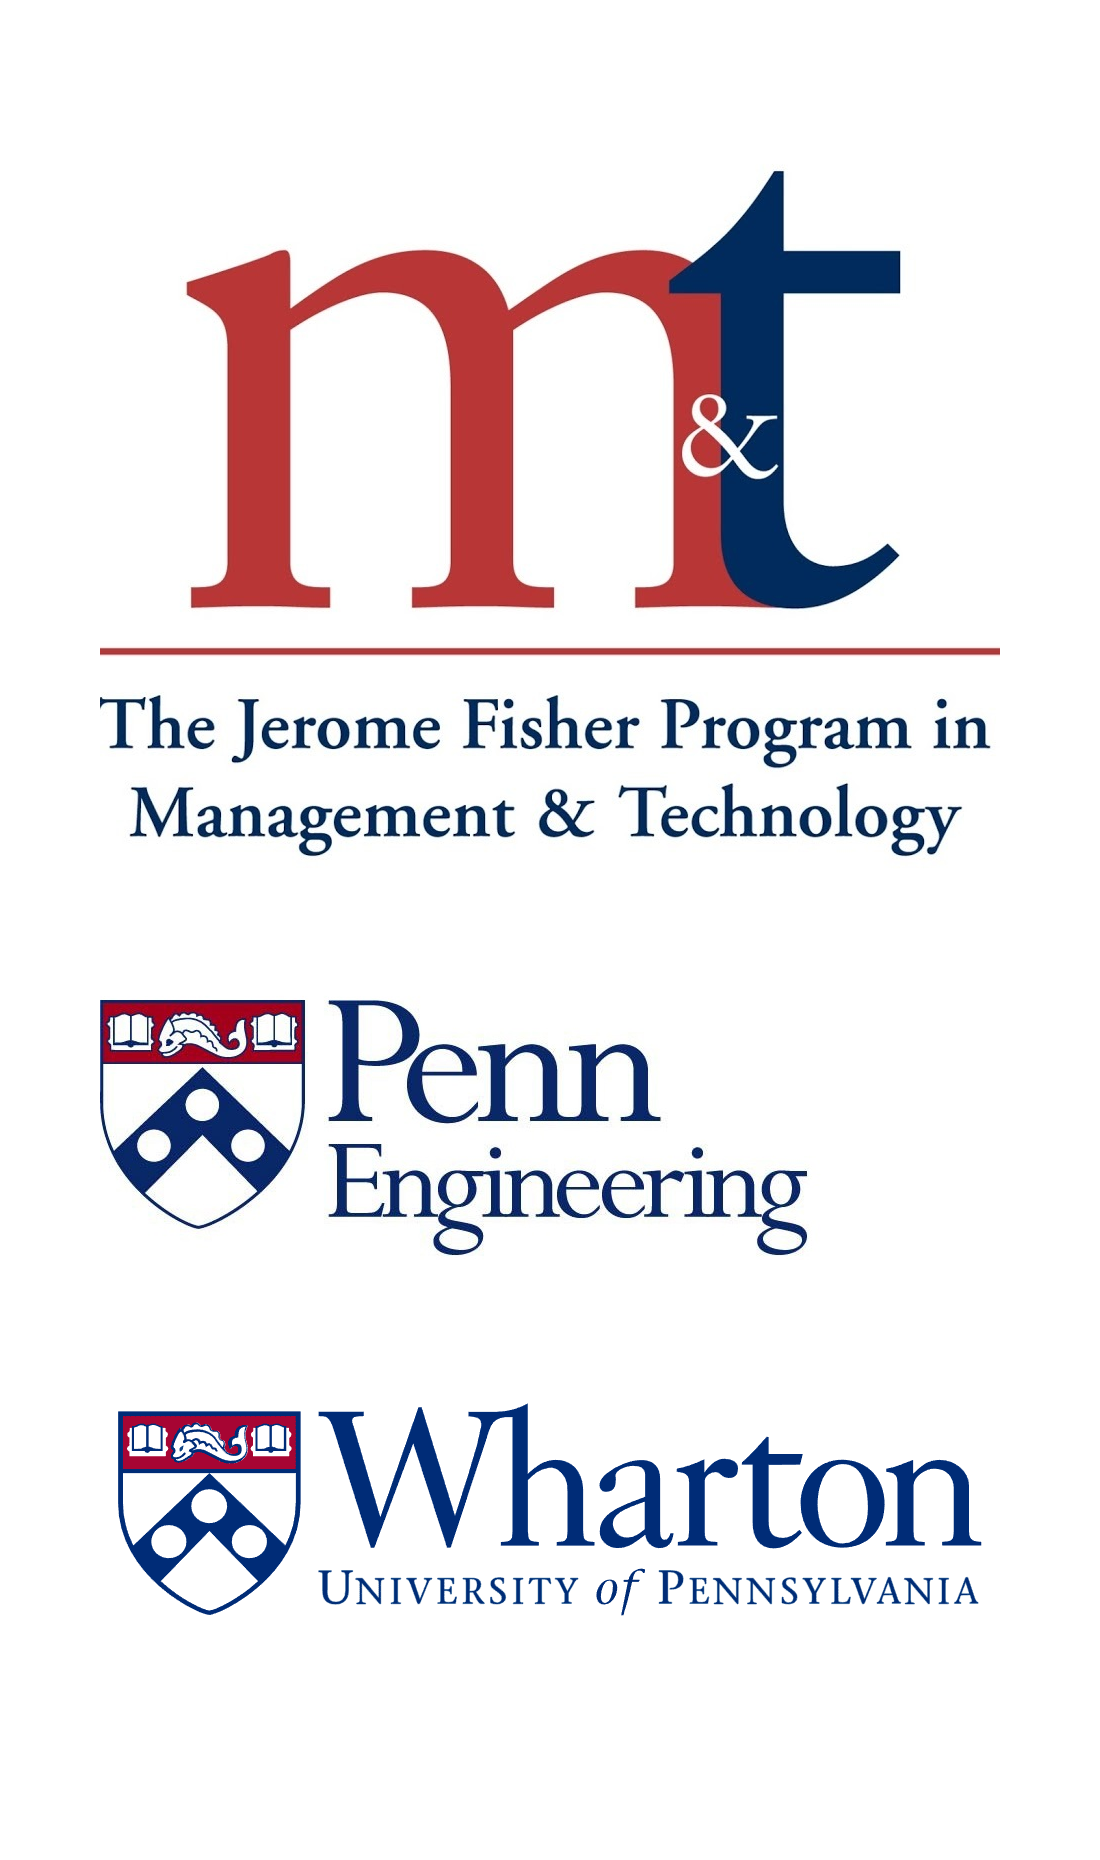 m&t
The Jerome Fisher Program in
Management & Technology
Penn
Engineering
Wharton
UNIVERSITY of PENNSYLVANIA